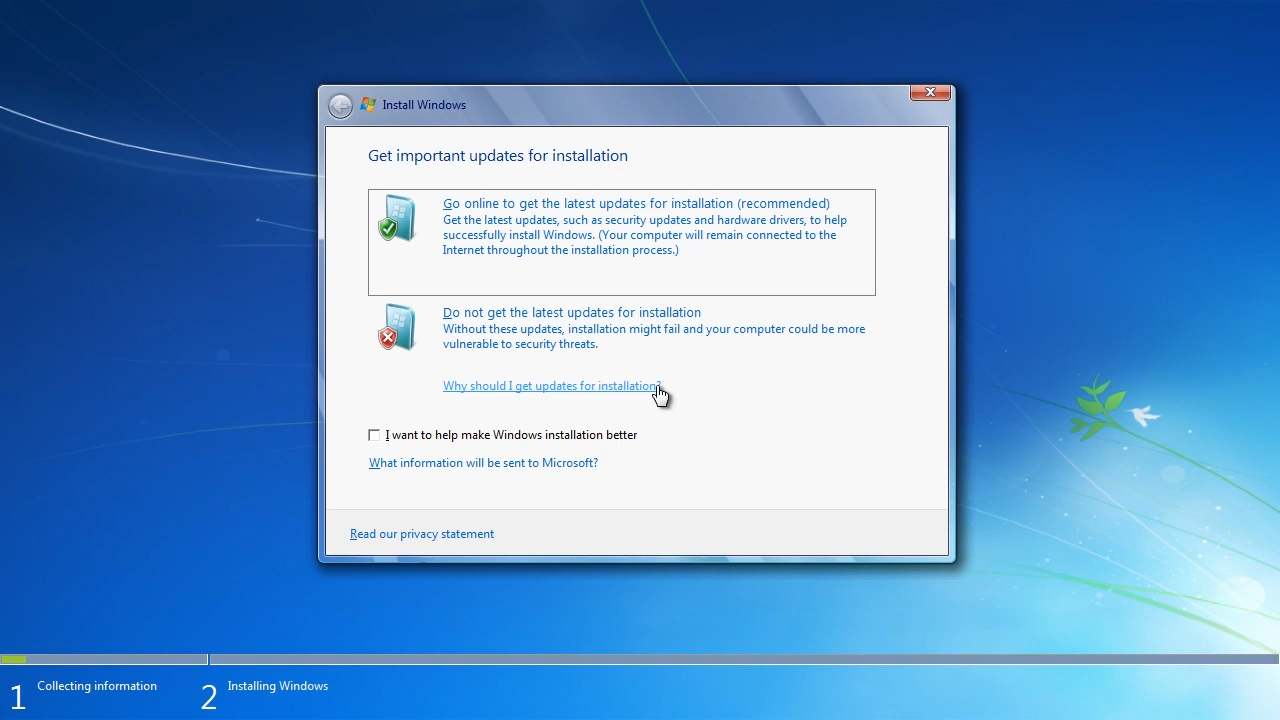 Install Windows
Get important updates for installation
Go online to get the latest updates for installation (recommended)
Get the latest updates, such as security updates and hardware drivers, to help
successfully install Windows. (Your computer will remain connected to the
Internet throughout the installation process.)
Do not get the latest updates for installation
Without these updates, installation might fail and your computer could be more
vulnerable to security threats.
Why should I get updates for installation?
I want to help make Windows installation better
What information will be sent to Microsoft?
Read our privacy statement
1 Collecting information
2 Installing Windows